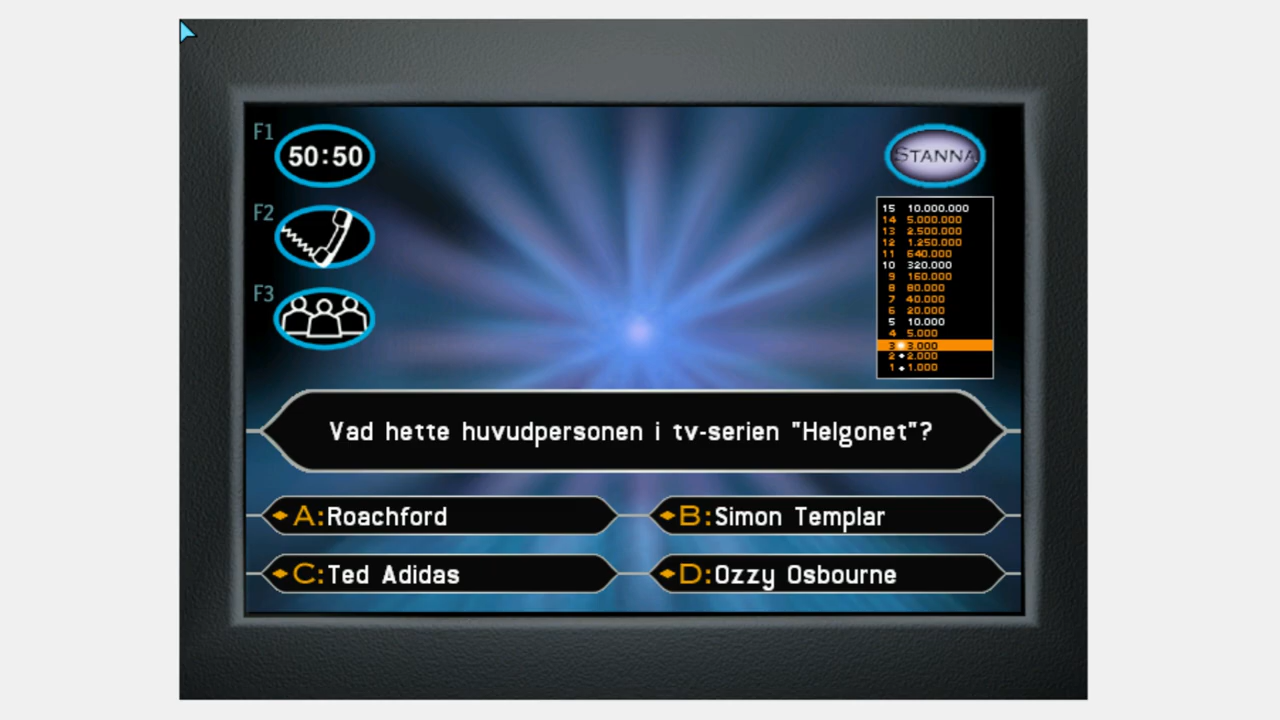 F1
50:50
STANNA
F2
F3
15 10.000.000
14 5.000.000
13 2.500.000
12 1.250.000
11 640.000
10 320.000
9 160.000
8 80.000
7 40.000
6 20.000
5 10.000
4 5.000
3 3.000
2 2.000
1 1.000
Vad hette huvudpersonen i tv-serien "Helgonet"?
A:Roachford
B:Simon Templar
C:Ted Adidas
D:Ozzy Osbourne